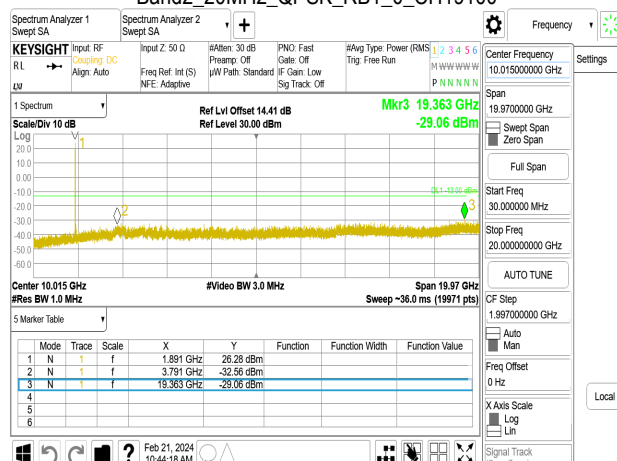 Spectrum Analyzer 1
Swept SA
Spectrum Analyzer 2
Swept SA
Frequency
KEYSIGHT
RL
Input: RF
Coupling: DC
Align: Auto
Input Z: 50 Ω
Freq Ref: Int (S)
NFE: Adaptive
#Atten: 30 dB
Preamp: Off
µW Path: Standard
PNO: Fast
Gate: Off
IF Gain: Low
Sig Track: Off
#Avg Type: Power (RMS
Trig: Free Run
1 2 3 4 5 6
M W W W W W
P N N N N N
1 Spectrum
Scale/Div 10 dB
Ref Lvl Offset 14.41 dB
Ref Level 30.00 dBm
Mkr3 19.363 GHz
-29.06 dBm
Log
20.0
10.0
0.00
-10.0
-20.0
-30.0
-40.0
-50.0
-60.0
1
2
3
DL1 -13.00 dBm
Center 10.015 GHz
#Res BW 1.0 MHz
#Video BW 3.0 MHz
Span 19.97 GHz
Sweep ~36.0 ms (19971 pts)
5 Marker Table
Mode Trace Scale X Y Function Function Width Function Value
1 N 1 f 1.891 GHz 26.28 dBm
2 N 1 f 3.791 GHz -32.56 dBm
3 N 1 f 19.363 GHz -29.06 dBm
4
5
6
Feb 21, 2024
10:44:18 AM
Center Frequency
10.015000000 GHz
Span
19.9700000 GHz
Swept Span
Zero Span
Full Span
Start Freq
30.000000 MHz
Stop Freq
20.000000000 GHz
AUTO TUNE
CF Step
1.997000000 GHz
Auto
Man
Freq Offset
0 Hz
X Axis Scale
Log
Lin
Signal Track
Settings
Local